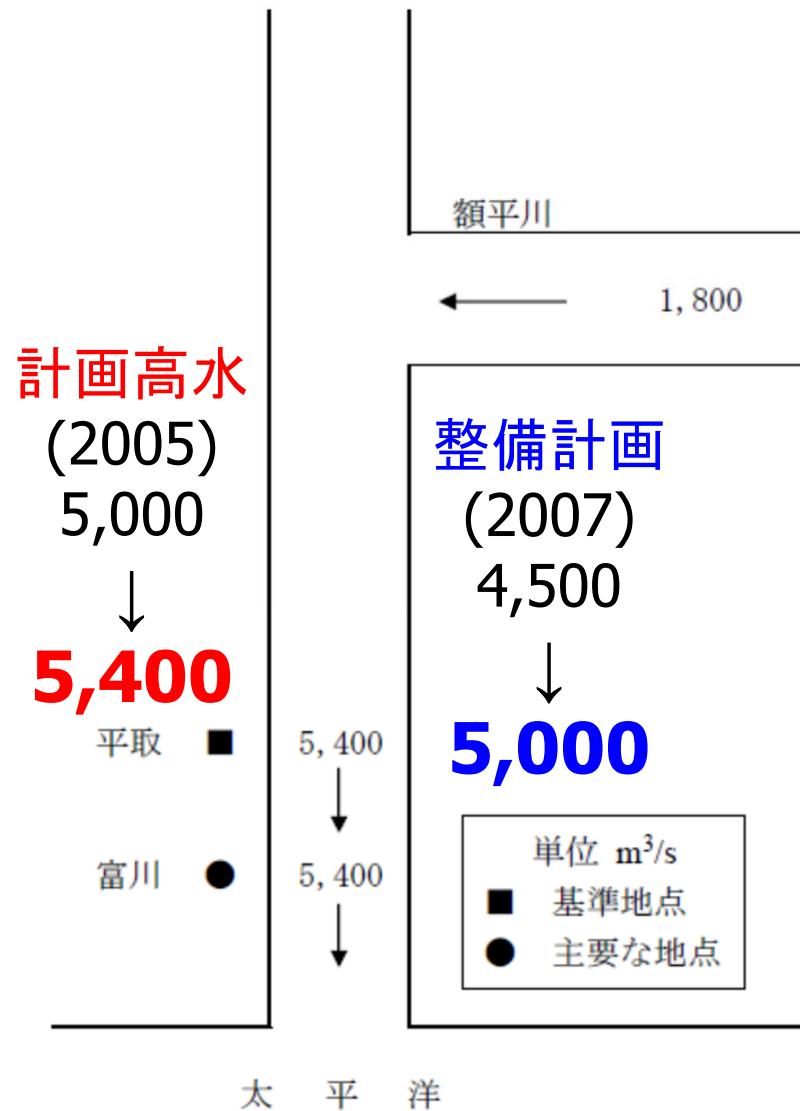 額平川
← 1,800
計画高水
(2005)
5,000
↓
5,400
整備計画
(2007)
4,500
↓
5,000
平取 ■ 5,400
↓
富川 ● 5,400
↓
単位 m³/s
■ 基準地点
● 主要な地点
太平洋